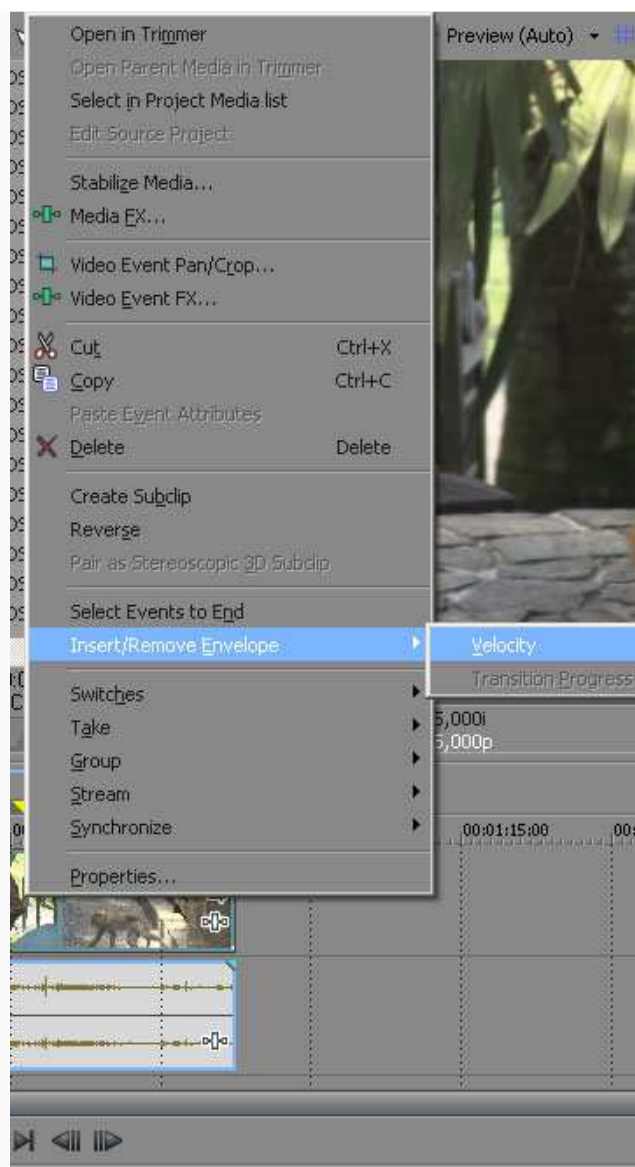 Open in Trimmer
Preview (Auto)
Open Parent Media in Trimmer
Select in Project Media list
Edit Source Project
Stabilize Media...
Media FX...
Video Event Pan/Crop...
Video Event FX...
Cut Ctrl+X
Copy Ctrl+C
Paste Event Attributes
Delete Delete
Create Subclip
Reverse
Pair as Stereoscopic 3D Subclip
Select Events to End
Insert/Remove Envelope
Velocity
Transition Progress
Switches
5,000i
Take
5,000p
Group
Stream
Synchronize
00:01:15:00
00:
Properties...